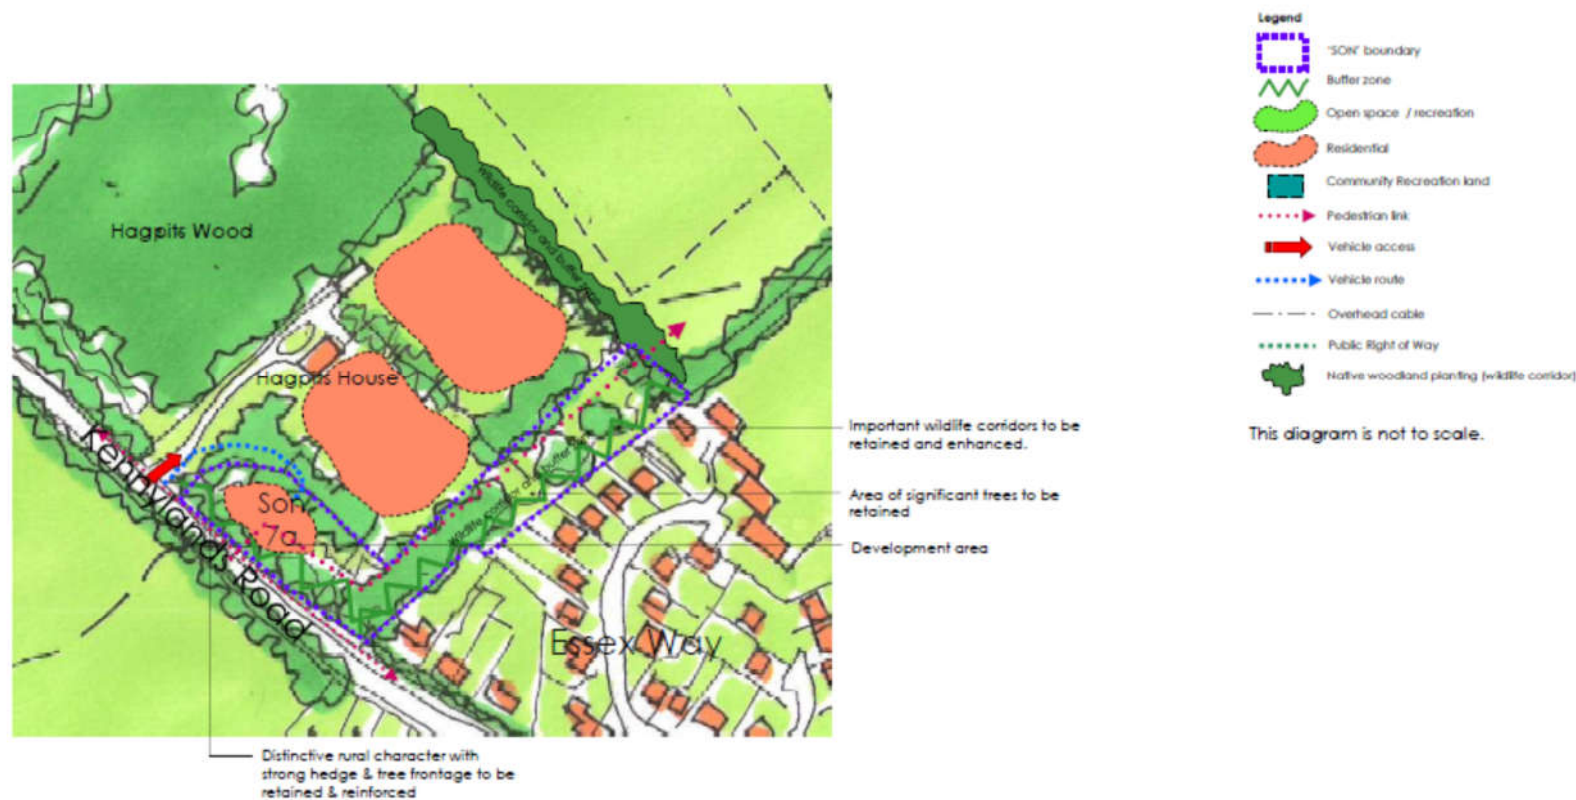 Legend
'SON' boundary
Buffer zone
Open space / recreation
Residential
Community Recreation land
Pedestrian link
Vehicle access
Vehicle route
Overhead cable
Public Right of Way
Native woodland planting (wildlife corridor)
This diagram is not to scale.
Hagpits Wood
Wildlife corridor and buffer zone
Hagpits House
Kennylands Road
Son
7a
Wildlife corridor and buffer
Essex Way
Important wildlife corridors to be
retained and enhanced.
Area of significant trees to be
retained
Development area
Distinctive rural character with
strong hedge & tree frontage to be
retained & reinforced